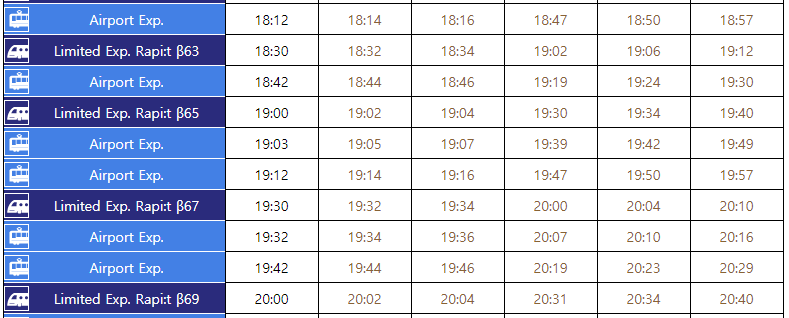 Airport Exp. 18:12 18:14 18:16 18:47 18:50 18:57
Limited Exp. Rapi:t β63 18:30 18:32 18:34 19:02 19:06 19:12
Airport Exp. 18:42 18:44 18:46 19:19 19:24 19:30
Limited Exp. Rapi:t β65 19:00 19:02 19:04 19:30 19:34 19:40
Airport Exp. 19:03 19:05 19:07 19:39 19:42 19:49
Airport Exp. 19:12 19:14 19:16 19:47 19:50 19:57
Limited Exp. Rapi:t β67 19:30 19:32 19:34 20:00 20:04 20:10
Airport Exp. 19:32 19:34 19:36 20:07 20:10 20:16
Airport Exp. 19:42 19:44 19:46 20:19 20:23 20:29
Limited Exp. Rapi:t β69 20:00 20:02 20:04 20:31 20:34 20:40